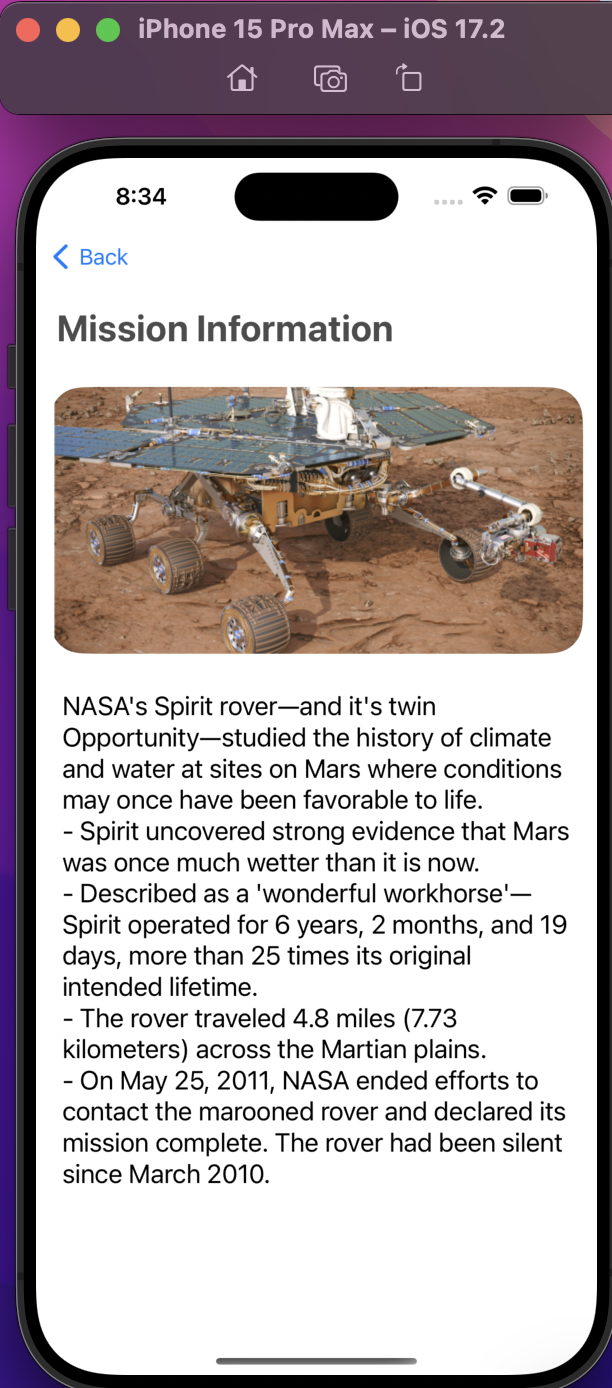 iPhone 15 Pro Max – iOS 17.2
8:34
Back
Mission Information
NASA's Spirit rover—and it's twin
Opportunity—studied the history of climate
and water at sites on Mars where conditions
may once have been favorable to life.
- Spirit uncovered strong evidence that Mars
was once much wetter than it is now.
- Described as a 'wonderful workhorse'—
Spirit operated for 6 years, 2 months, and 19
days, more than 25 times its original
intended lifetime.
- The rover traveled 4.8 miles (7.73
kilometers) across the Martian plains.
- On May 25, 2011, NASA ended efforts to
contact the marooned rover and declared its
mission complete. The rover had been silent
since March 2010.